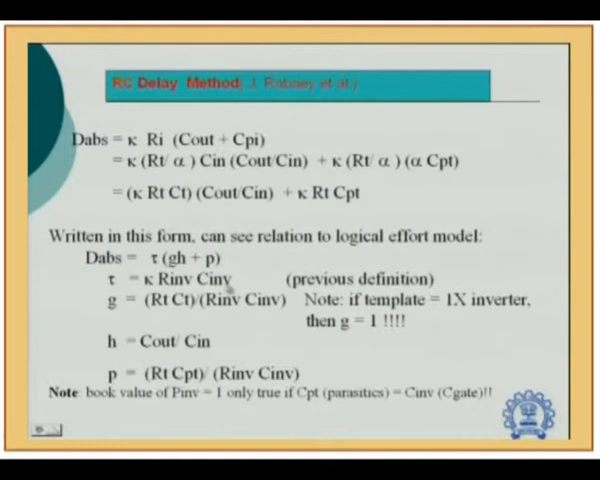 RC Delay Method( J. Rabaey et al )
Dabs = κ Ri (Cout + Cpi)
= κ (Rt/ α ) Cin (Cout/Cin) + κ (Rt/ α ) (α Cpt)
= (κ Rt Ct) (Cout/Cin) + κ Rt Cpt
Written in this form, can see relation to logical effort model:
Dabs = τ (gh + p)
τ = κ Rinv Cinv (previous definition)
g = (Rt Ct)/(Rinv Cinv) Note: if template = 1X inverter,
then g = 1 !!!!
h = Cout/ Cin
p = (Rt Cpt)/ (Rinv Cinv)
Note: book value of Pinv = 1 only true if Cpt (parasitics) = Cinv (Cgate)!!